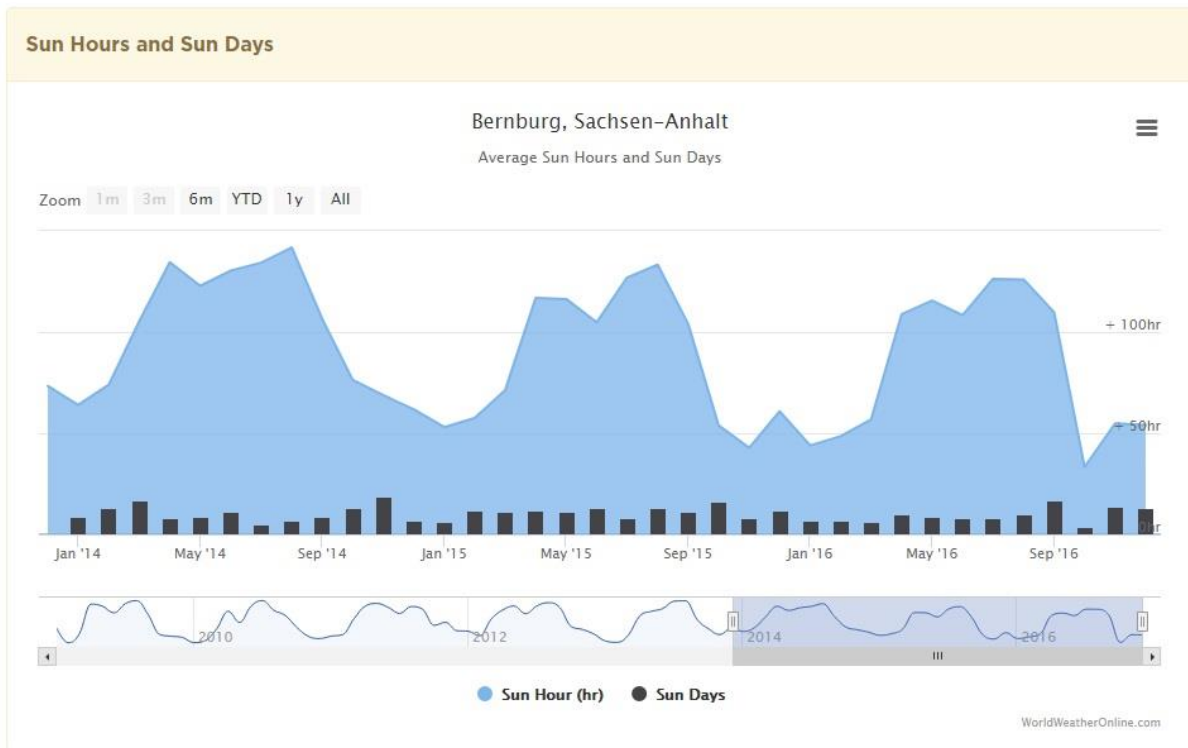 Sun Hours and Sun Days
Bernburg, Sachsen-Anhalt
Average Sun Hours and Sun Days
Zoom 1m 3m 6m YTD 1y All
+ 100hr
+ 50hr
0hr
Jan '14 May '14 Sep '14 Jan '15 May '15 Sep '15 Jan '16 May '16 Sep '16
2010 2012 2014 2016
Sun Hour (hr) Sun Days
WorldWeatherOnline.com